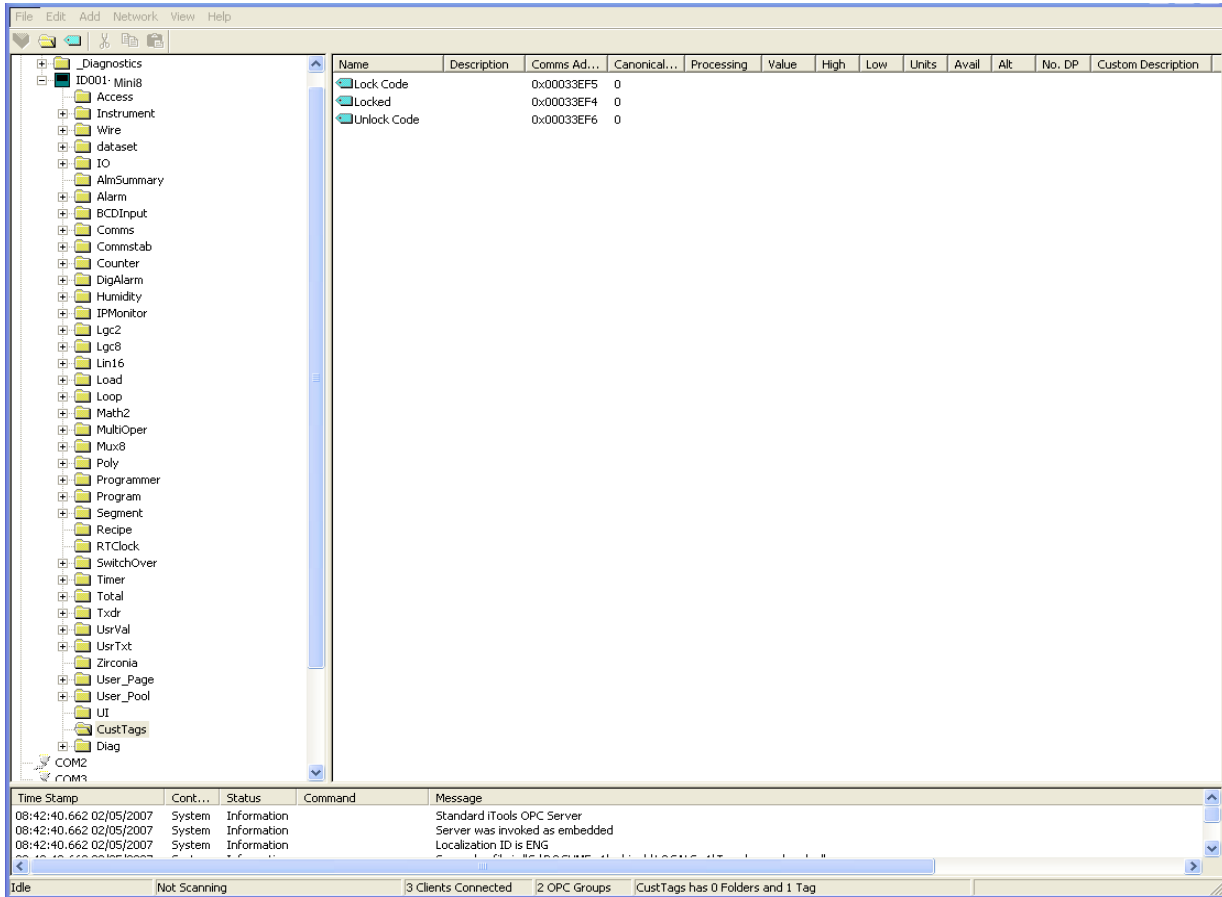 File Edit Add Network View Help
_Diagnostics
ID001- Mini8
Access
Instrument
Wire
dataset
IO
AlmSummary
Alarm
BCDInput
Comms
Commstab
Counter
DigAlarm
Humidity
IPMonitor
Lgc2
Lgc8
Lin16
Load
Loop
Math2
MultiOper
Mux8
Poly
Programmer
Program
Segment
Recipe
RTClock
SwitchOver
Timer
Total
Txdr
UsrVal
UsrTxt
Zirconia
User_Page
User_Pool
UI
CustTags
Diag
COM2
COM3
Name Description Comms Ad... Canonical... Processing Value High Low Units Avail Alt No. DP Custom Description
Lock Code 0x00033EF5 0
Locked 0x00033EF4 0
Unlock Code 0x00033EF6 0
Time Stamp Cont... Status Command Message
08:42:40.662 02/05/2007 System Information Standard iTools OPC Server
08:42:40.662 02/05/2007 System Information Server was invoked as embedded
08:42:40.662 02/05/2007 System Information Localization ID is ENG
Idle Not Scanning 3 Clients Connected 2 OPC Groups CustTags has 0 Folders and 1 Tag